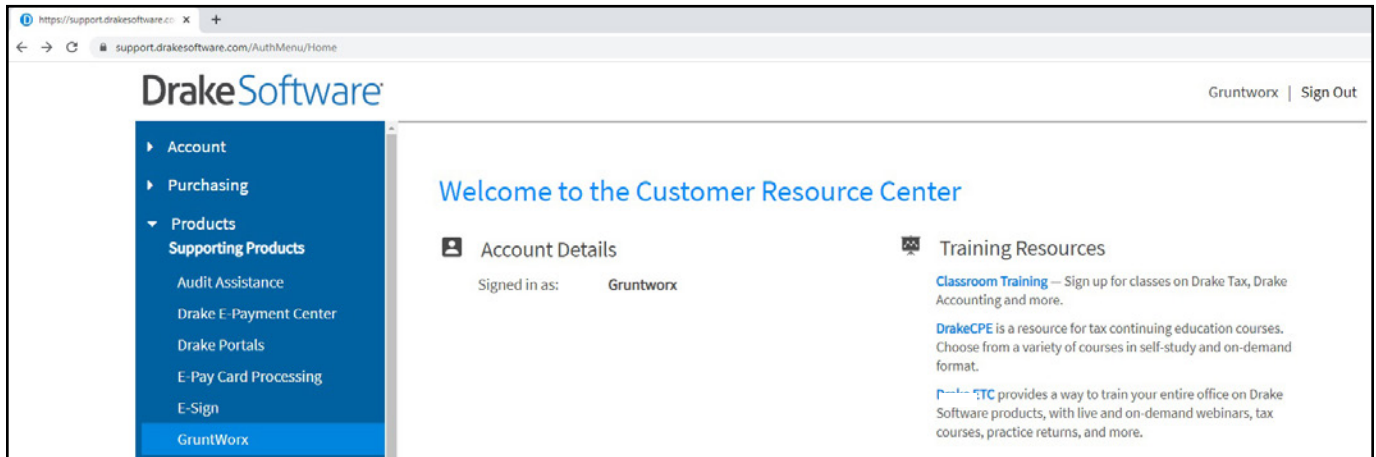 https://support.drakesoftware.co
support.drakesoftware.com/AuthMenu/Home
DrakeSoftware
Gruntworx | Sign Out
Account
Purchasing
Products
Supporting Products
Audit Assistance
Drake E-Payment Center
Drake Portals
E-Pay Card Processing
E-Sign
GruntWorx
Welcome to the Customer Resource Center
Account Details
Signed in as: Gruntworx
Training Resources
Classroom Training — Sign up for classes on Drake Tax, Drake
Accounting and more.
DrakeCPE is a resource for tax continuing education courses.
Choose from a variety of courses in self-study and on-demand
format.
provides a way to train your entire office on Drake
Software products, with live and on-demand webinars, tax
courses, practice returns, and more.